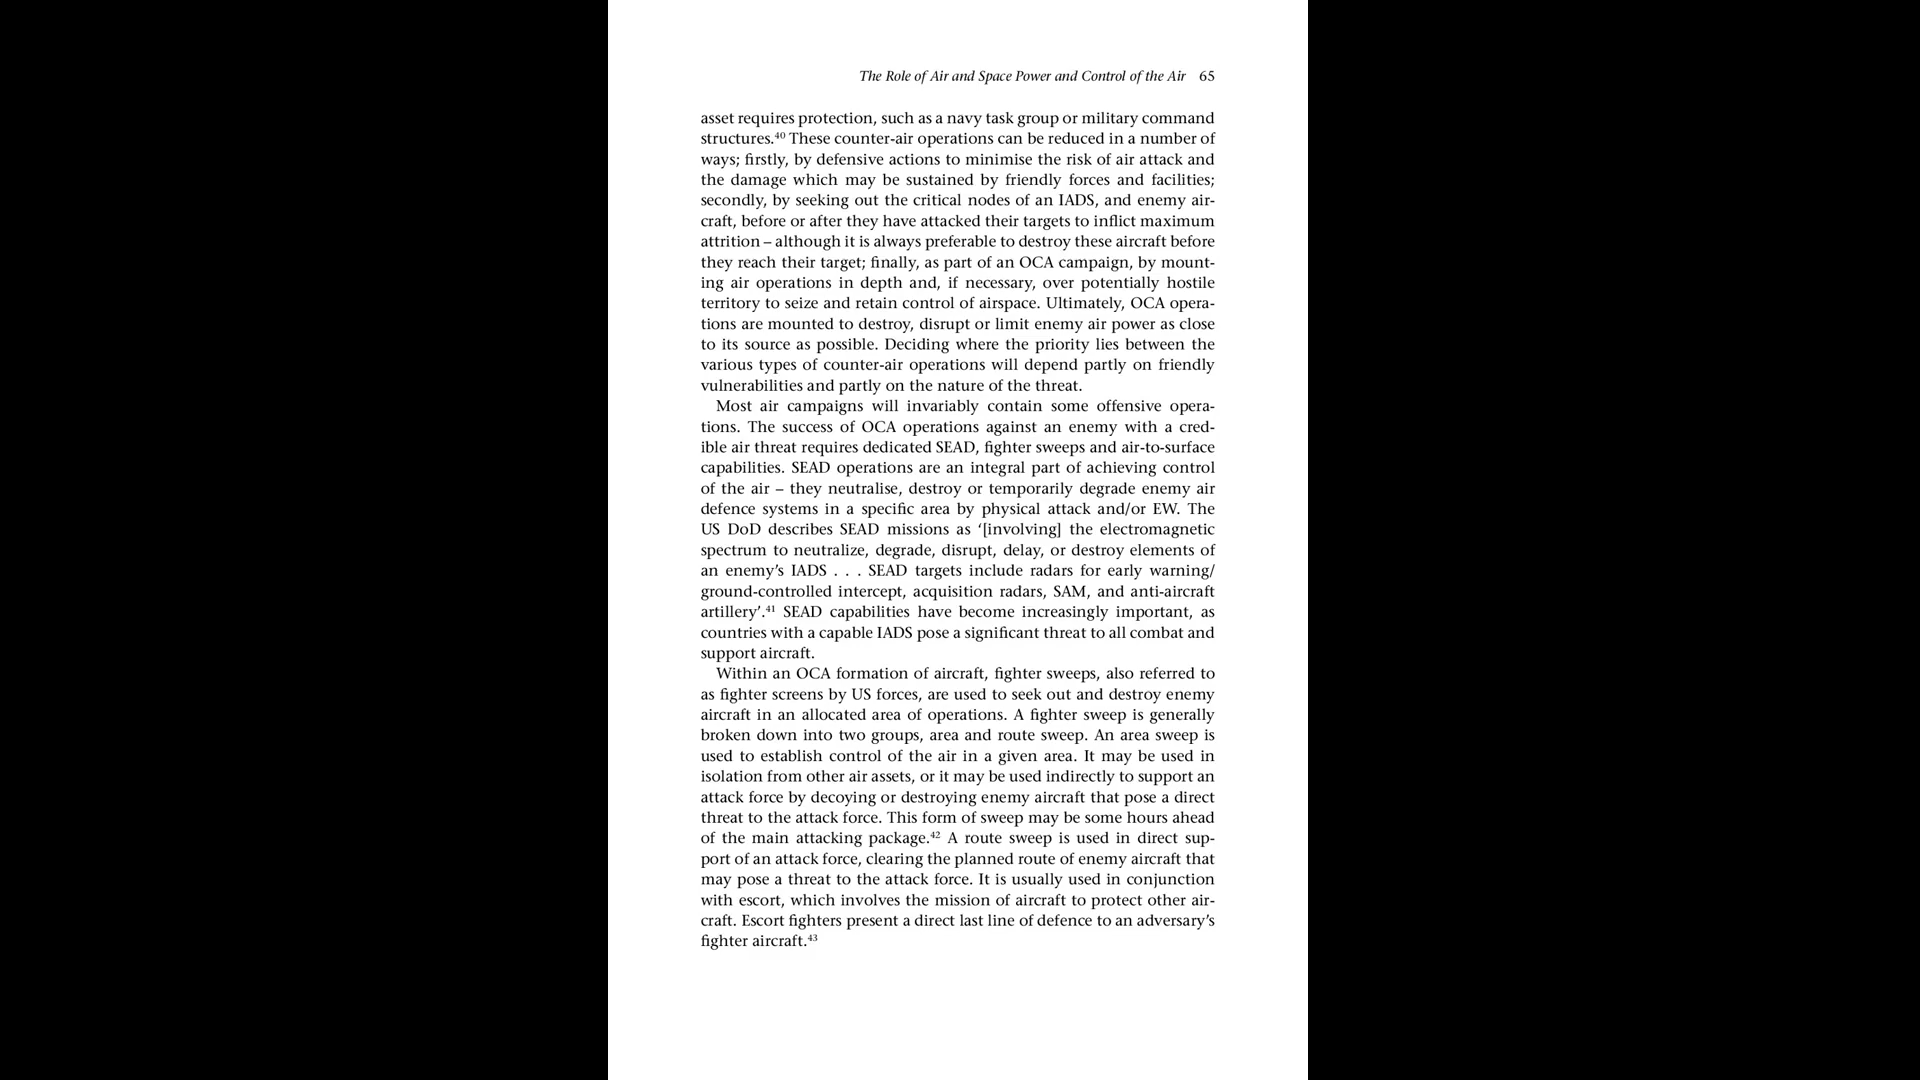 The Role of Air and Space Power and Control of the Air 65
asset requires protection, such as a navy task group or military command
structures.⁴⁰ These counter-air operations can be reduced in a number of
ways; firstly, by defensive actions to minimise the risk of air attack and
the damage which may be sustained by friendly forces and facilities;
secondly, by seeking out the critical nodes of an IADS, and enemy air-
craft, before or after they have attacked their targets to inflict maximum
attrition – although it is always preferable to destroy these aircraft before
they reach their target; finally, as part of an OCA campaign, by mount-
ing air operations in depth and, if necessary, over potentially hostile
territory to seize and retain control of airspace. Ultimately, OCA opera-
tions are mounted to destroy, disrupt or limit enemy air power as close
to its source as possible. Deciding where the priority lies between the
various types of counter-air operations will depend partly on friendly
vulnerabilities and partly on the nature of the threat.
Most air campaigns will invariably contain some offensive opera-
tions. The success of OCA operations against an enemy with a cred-
ible air threat requires dedicated SEAD, fighter sweeps and air-to-surface
capabilities. SEAD operations are an integral part of achieving control
of the air – they neutralise, destroy or temporarily degrade enemy air
defence systems in a specific area by physical attack and/or EW. The
US DoD describes SEAD missions as ‘[involving] the electromagnetic
spectrum to neutralize, degrade, disrupt, delay, or destroy elements of
an enemy’s IADS . . . SEAD targets include radars for early warning/
ground-controlled intercept, acquisition radars, SAM, and anti-aircraft
artillery’.⁴¹ SEAD capabilities have become increasingly important, as
countries with a capable IADS pose a significant threat to all combat and
support aircraft.
Within an OCA formation of aircraft, fighter sweeps, also referred to
as fighter screens by US forces, are used to seek out and destroy enemy
aircraft in an allocated area of operations. A fighter sweep is generally
broken down into two groups, area and route sweep. An area sweep is
used to establish control of the air in a given area. It may be used in
isolation from other air assets, or it may be used indirectly to support an
attack force by decoying or destroying enemy aircraft that pose a direct
threat to the attack force. This form of sweep may be some hours ahead
of the main attacking package.⁴² A route sweep is used in direct sup-
port of an attack force, clearing the planned route of enemy aircraft that
may pose a threat to the attack force. It is usually used in conjunction
with escort, which involves the mission of aircraft to protect other air-
craft. Escort fighters present a direct last line of defence to an adversary’s
fighter aircraft.⁴³